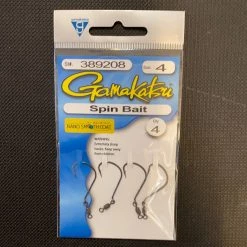 389208
Size: 4
Gamakatsu
Spin Bait
NANO SMOOTH COAT
Qty
4
WARNING: